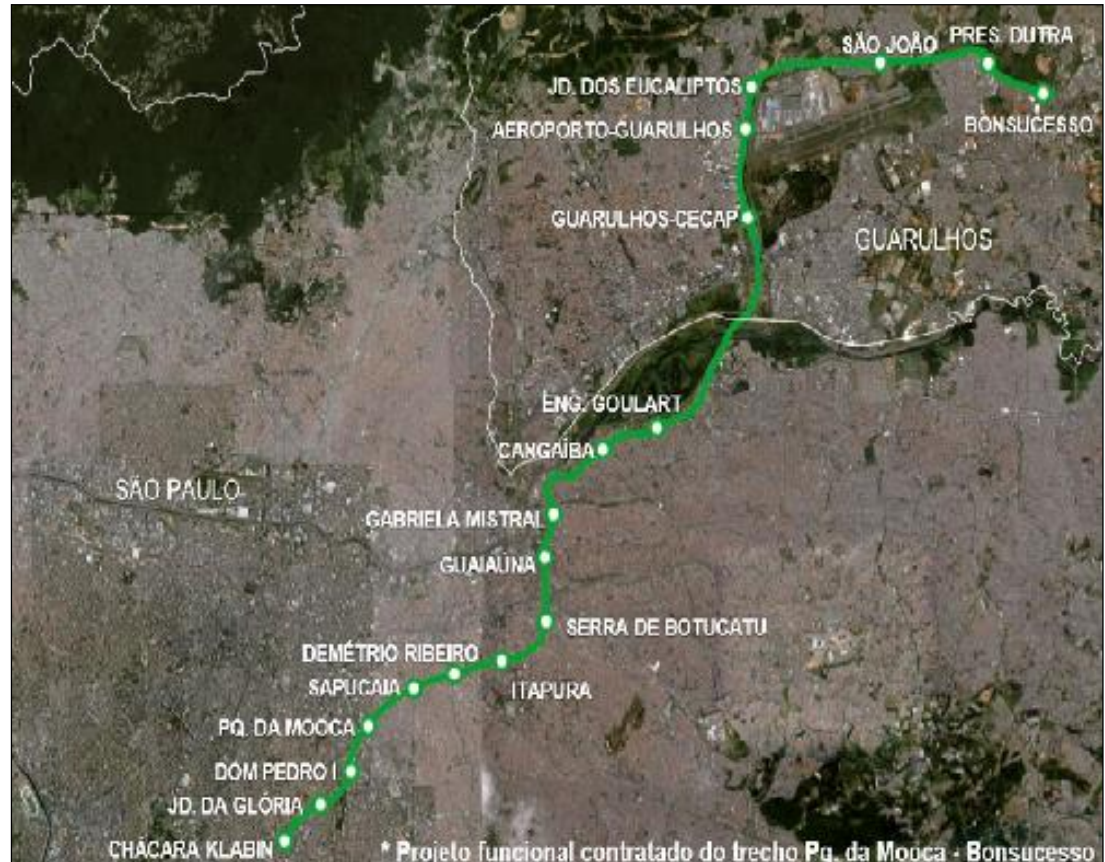 PRES. DUTRA
SÃO JOÃO
JD. DOS EUCALIPTOS
BONSUCESSO
AEROPORTO-GUARULHOS
GUARULHOS-CECAP
GUARULHOS
ENG. GOULART
CANGAÍBA
SÃO PAULO
GABRIELA MISTRAL
GUAIAÚNA
SERRA DE BOTUCATU
DEMÉTRIO RIBEIRO
SAPUCAIA
ITAPURA
PQ. DA MOOCA
DOM PEDRO I
JD. DA GLÓRIA
CHÁCARA KLABIN
* Projeto funcional contratado do trecho Pq. da Moóca - Bonsucesso